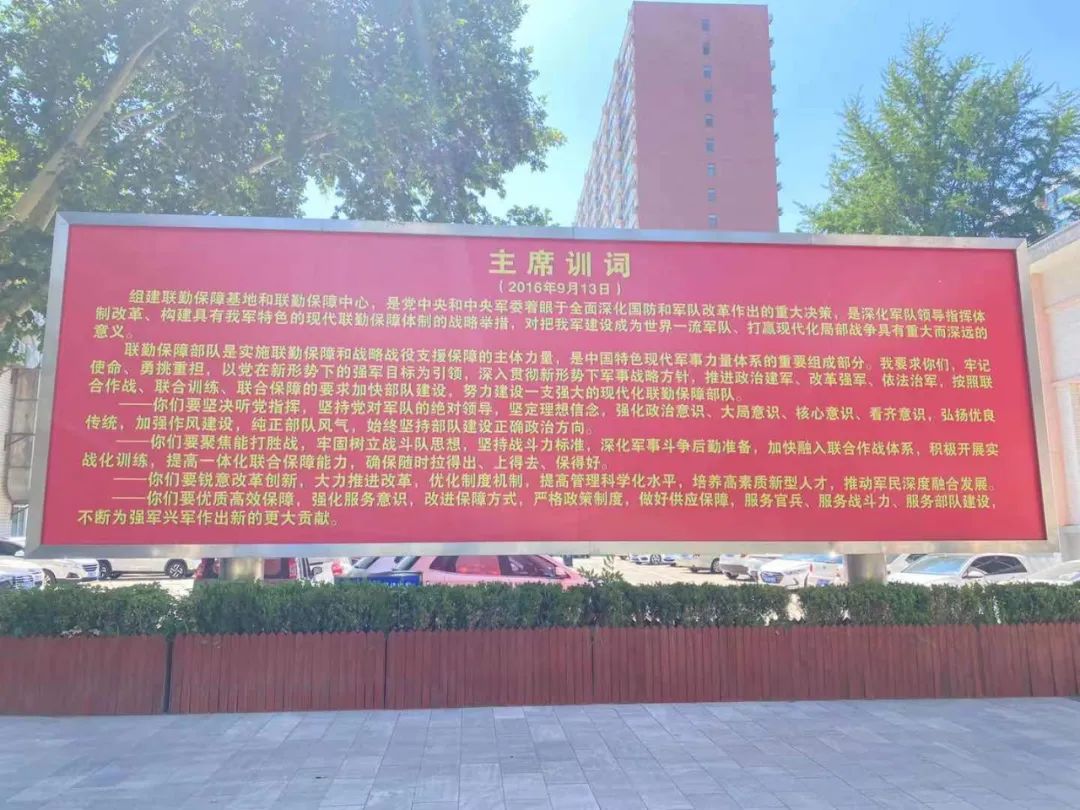 主席训词
（2016年9月13日）
组建联勤保障基地和联勤保障中心，是党中央和中央军委着眼于全面深化国防和军队改革作出的重大决策，是深化军队领导指挥体
制改革、构建具有我军特色的现代联勤保障体制的战略举措，对把我军建设成为世界一流军队、打赢现代化局部战争具有重大而深远的
意义。
联勤保障部队是实施联勤保障和战略战役支援保障的主体力量，是中国特色现代军事力量体系的重要组成部分。我要求你们，牢记
使命、勇挑重担，以党在新形势下的强军目标为引领，深入贯彻新形势下军事战略方针，推进政治建军、改革强军、依法治军，按照联
合作战、联合训练、联合保障的要求加快部队建设，努力建设一支强大的现代化联勤保障部队。
——你们要坚决听党指挥，坚持党对军队的绝对领导，坚定理想信念，强化政治意识、大局意识、核心意识、看齐意识，弘扬优良
传统，加强作风建设，纯正部队风气，始终坚持部队建设正确政治方向。
——你们要聚焦能打胜战，牢固树立战斗队思想，坚持战斗力标准，深化军事斗争后勤准备，加快融入联合作战体系，积极开展实
战化训练，提高一体化联合保障能力，确保随时拉得出、上得去、保得好。
——你们要锐意改革创新，大力推进改革，优化制度机制，提高管理科学化水平，培养高素质新型人才，推动军民深度融合发展。
——你们要优质高效保障，强化服务意识，改进保障方式，严格政策制度，做好供应保障，服务官兵、服务战斗力、服务部队建设，
不断为强军兴军作出新的更大贡献。